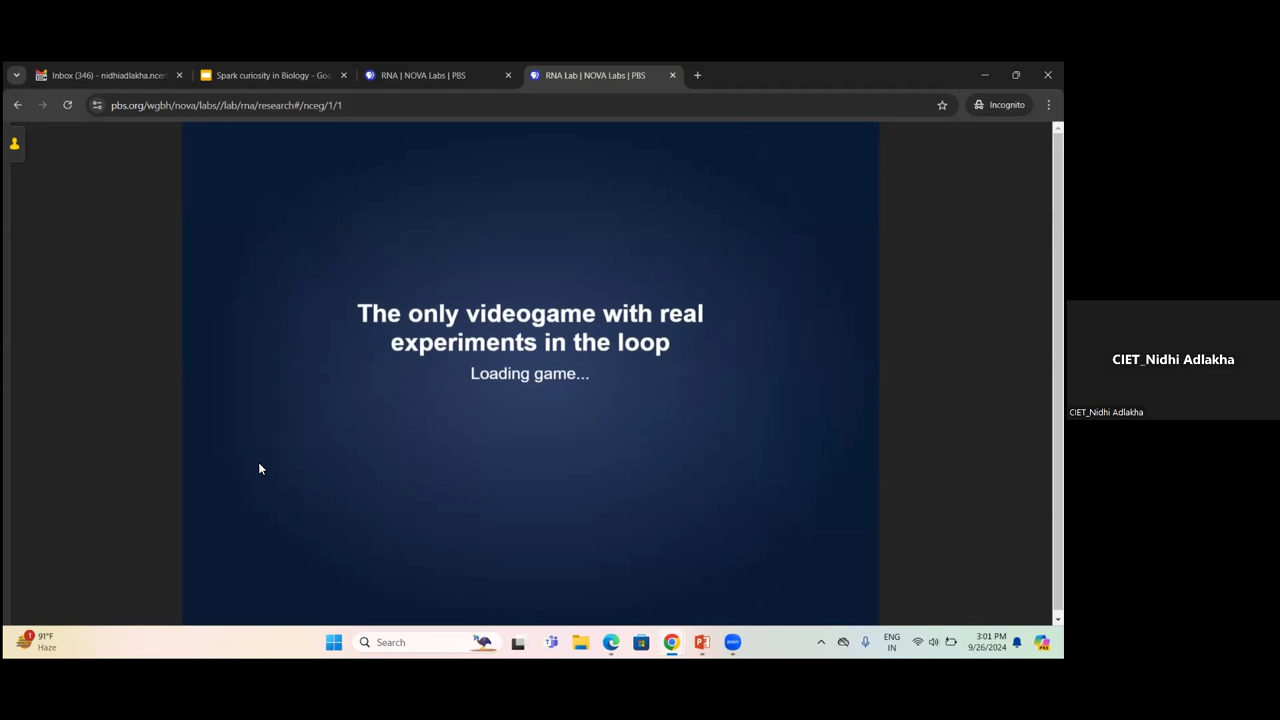 Inbox (346) - nidhiadlakha.ncer
Spark curiosity in Biology - Goo
RNA | NOVA Labs | PBS
RNA Lab | NOVA Labs | PBS
pbs.org/wgbh/nova/labs//lab/rna/research#/nceg/1/1
Incognito
The only videogame with real
experiments in the loop
Loading game...
CIET_Nidhi Adlakha
CIET_Nidhi Adlakha
1
91°F
Haze
Search
ENG
IN
3:01 PM
9/26/2024